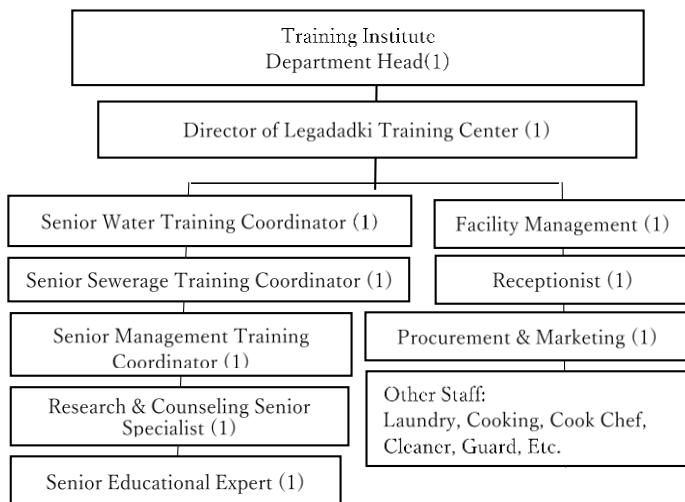 Training Institute
Department Head(1)
Director of Legadadki Training Center (1)
Senior Water Training Coordinator (1)
Senior Sewerage Training Coordinator (1)
Senior Management Training
Coordinator (1)
Research & Counseling Senior
Specialist (1)
Senior Educational Expert (1)
Facility Management (1)
Receptionist (1)
Procurement & Marketing (1)
Other Staff:
Laundry, Cooking, Cook Chef,
Cleaner, Guard, Etc.